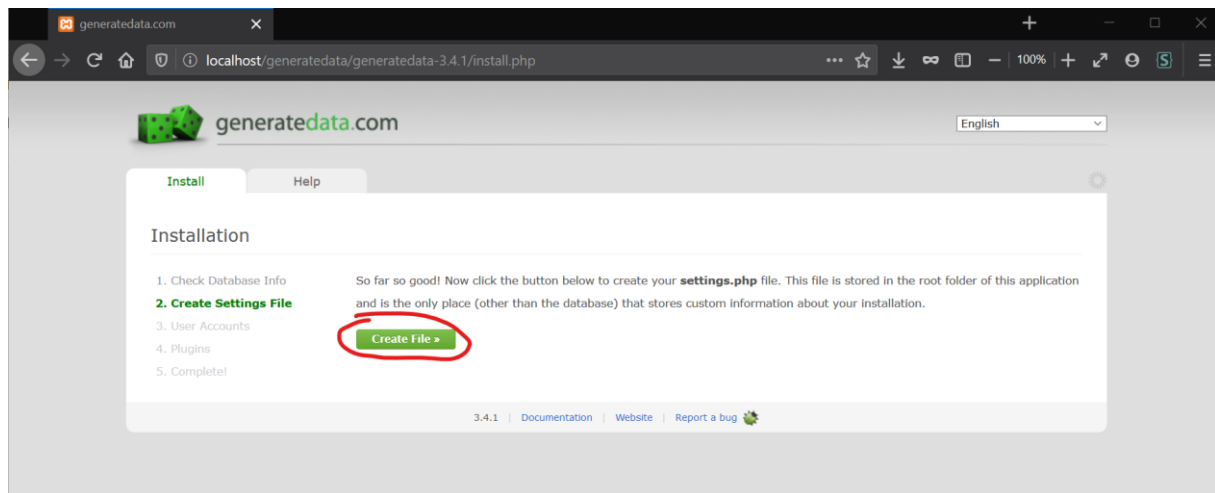 generatedata.com
localhost/generatedata/generatedata-3.4.1/install.php
100%
generatedata.com
English
Install
Help
Installation
1. Check Database Info
2. Create Settings File
3. User Accounts
4. Plugins
5. Complete!
So far so good! Now click the button below to create your settings.php file. This file is stored in the root folder of this application
and is the only place (other than the database) that stores custom information about your installation.
Create File »
3.4.1 | Documentation | Website | Report a bug